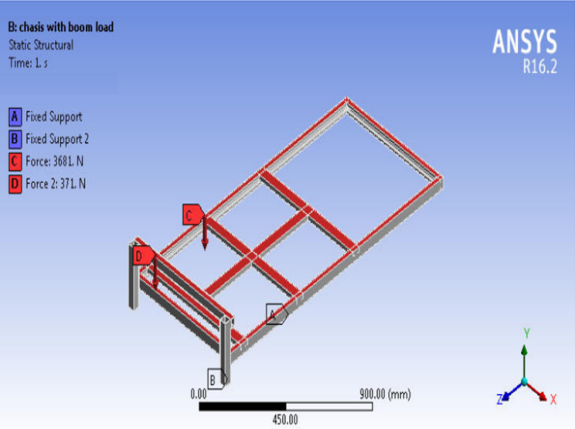 B: chasis with boom load
Static Structural
Time: 1. s
ANSYS
R16.2
A Fixed Support
B Fixed Support 2
C Force: 3681. N
D Force 2: 371. N
C
D
A
B
0.00 900.00 (mm)
450.00
Y
Z X